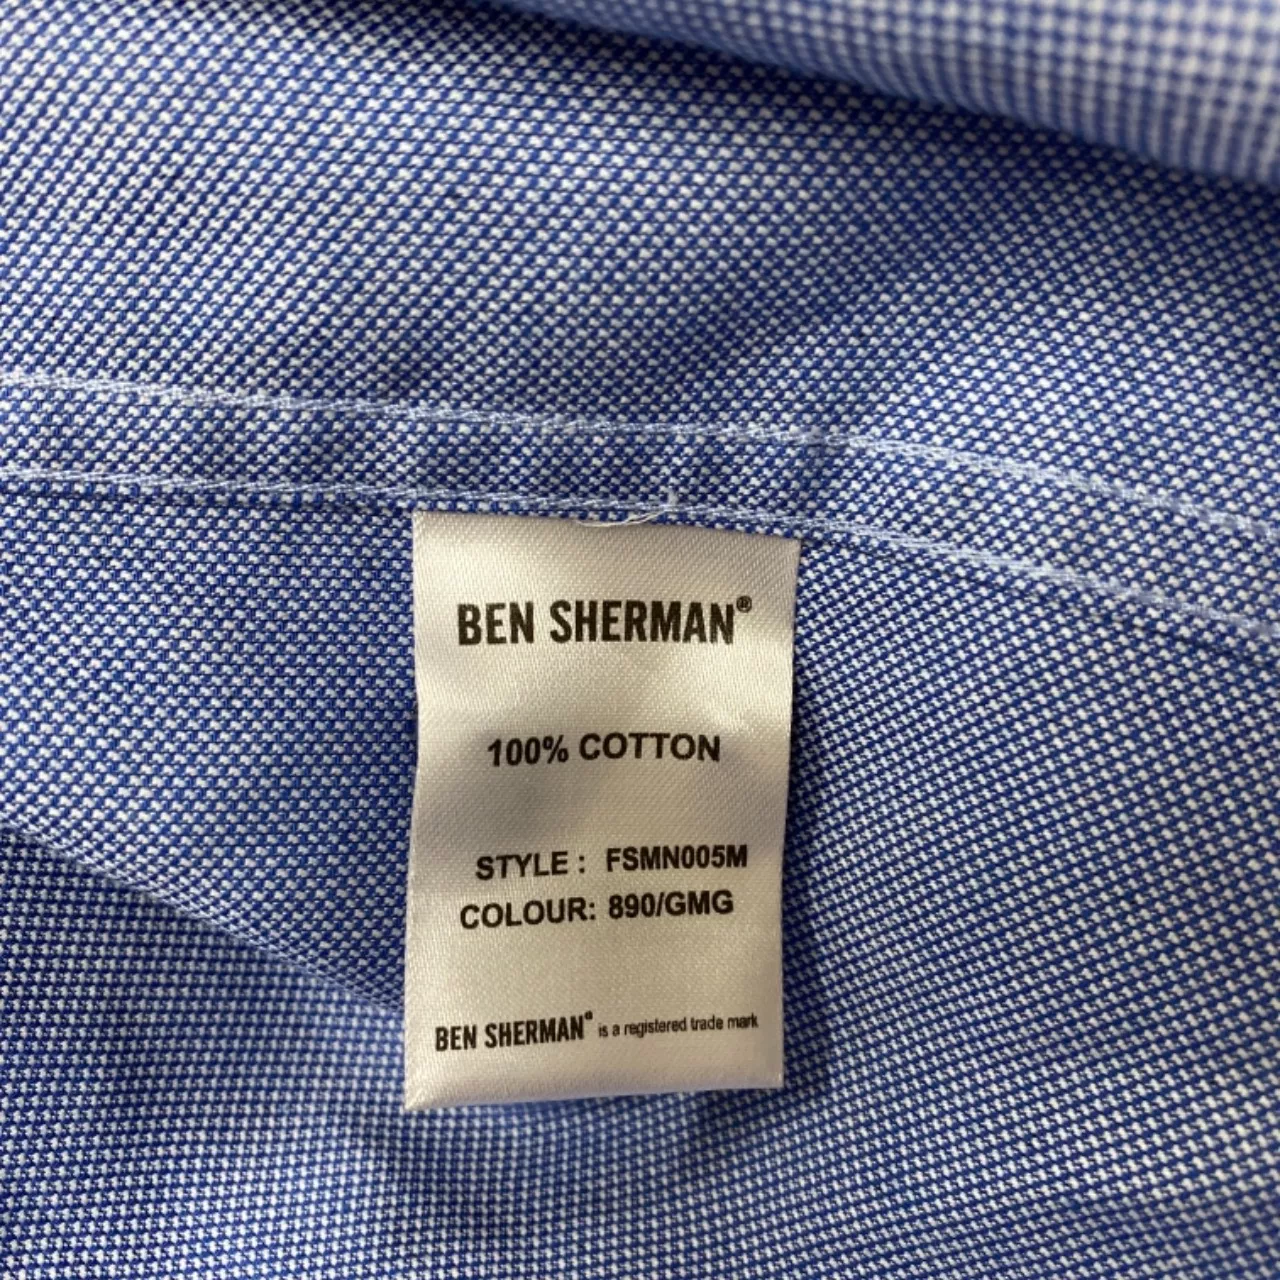 BEN SHERMAN®
100% COTTON
STYLE : FSMN005M
COLOUR: 890/GMG
BEN SHERMAN® is a registered trade mark